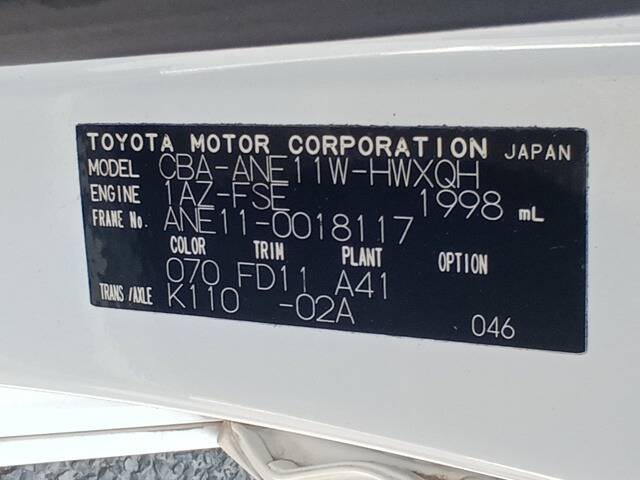 TOYOTA MOTOR CORPORATION JAPAN
MODEL CBA-ANE11W-HWXQH
ENGINE 1AZ-FSE 1998 mL
FRAME No. ANE11-0018117
COLOR TRIM PLANT OPTION
070 FD11 A41
TRANS/AXLE K110 -02A
046